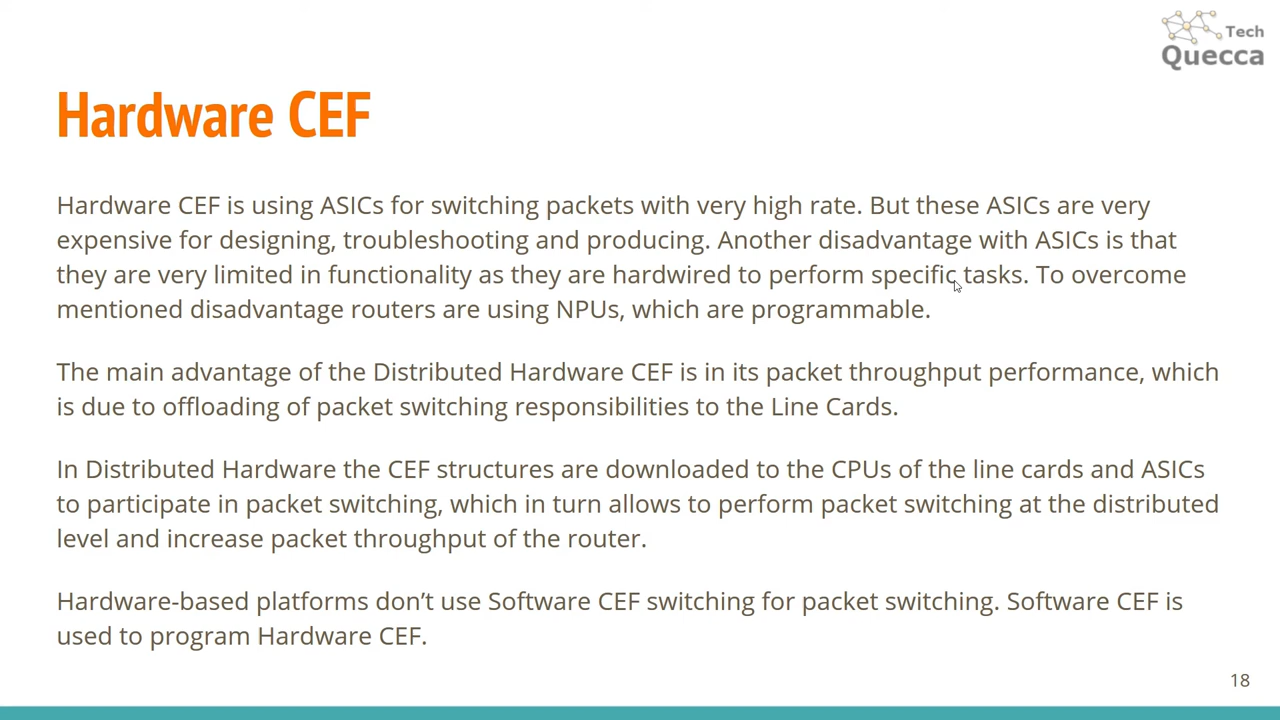 Tech
Quecca
Hardware CEF
Hardware CEF is using ASICs for switching packets with very high rate. But these ASICs are very
expensive for designing, troubleshooting and producing. Another disadvantage with ASICs is that
they are very limited in functionality as they are hardwired to perform specific tasks. To overcome
mentioned disadvantage routers are using NPUs, which are programmable.
The main advantage of the Distributed Hardware CEF is in its packet throughput performance, which
is due to offloading of packet switching responsibilities to the Line Cards.
In Distributed Hardware the CEF structures are downloaded to the CPUs of the line cards and ASICs
to participate in packet switching, which in turn allows to perform packet switching at the distributed
level and increase packet throughput of the router.
Hardware-based platforms don’t use Software CEF switching for packet switching. Software CEF is
used to program Hardware CEF.
18